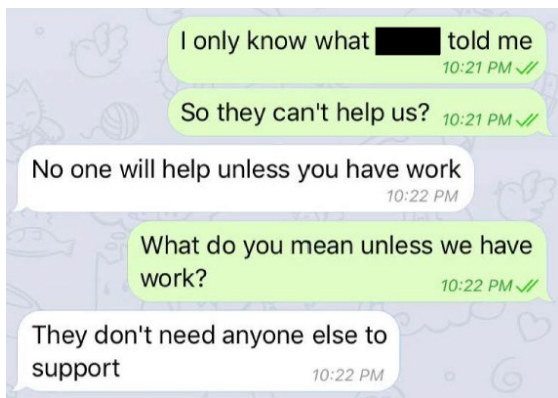 I only know what told me
10:21 PM
So they can't help us? 10:21 PM
No one will help unless you have work
10:22 PM
What do you mean unless we have
work? 10:22 PM
They don't need anyone else to
support 10:22 PM